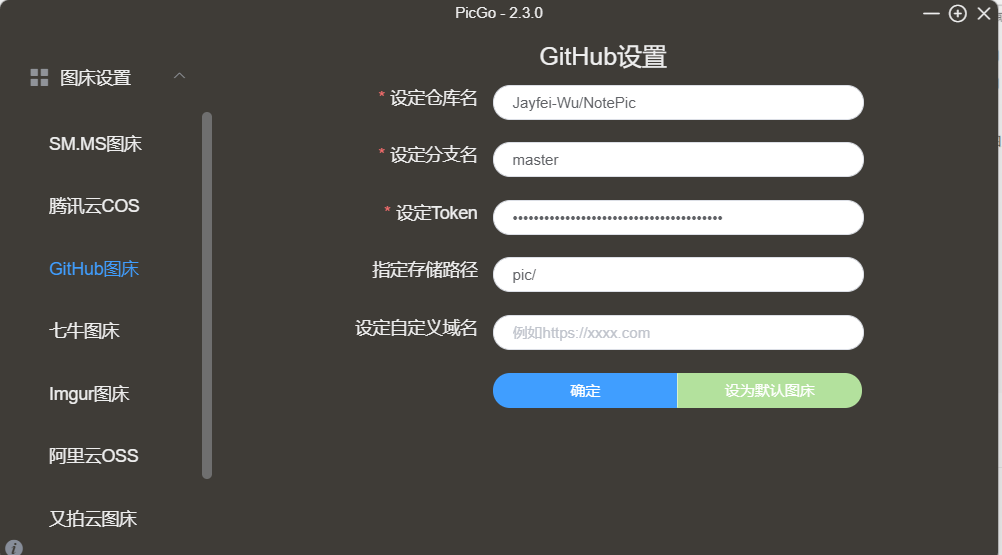 PicGo - 2.3.0
图床设置
SM.MS图床
腾讯云COS
GitHub图床
七牛图床
Imgur图床
阿里云OSS
又拍云图床
GitHub设置
* 设定仓库名
Jayfei-Wu/NotePic
* 设定分支名
master
* 设定Token
指定存储路径
pic/
设定自定义域名
例如https://xxxx.com
确定
设为默认图床